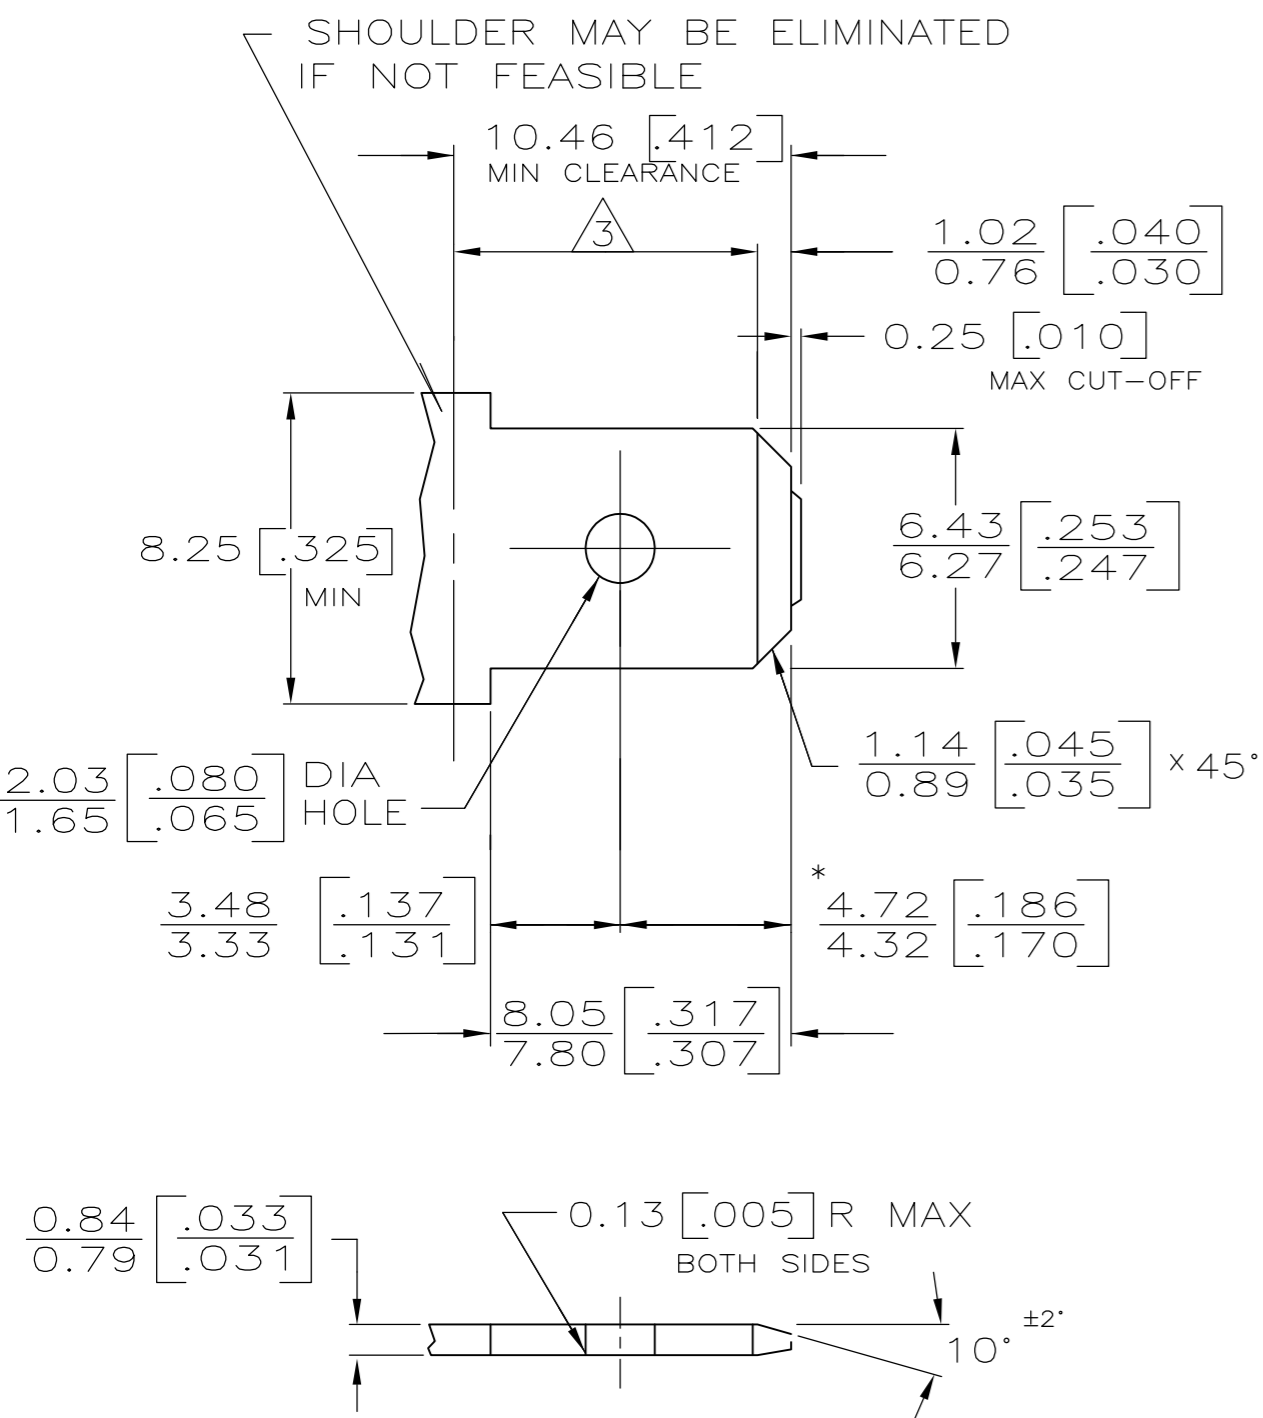 SHOULDER MAY BE ELIMINATED
IF NOT FEASIBLE
10.46 [.412]
MIN CLEARANCE
3
1.02 [.040
0.76 .030]
0.25 [.010]
MAX CUT-OFF
8.25 [.325]
MIN
6.43 [.253
6.27 .247]
2.03 [.080 DIA
1.65 .065] HOLE
1.14 [.045
0.89 .035] x 45°
3.48 [.137
3.33 .131]
* 4.72 [.186
4.32 .170]
8.05 [.317
7.80 .307]
0.84 [.033
0.79 .031]
0.13 [.005] R MAX
BOTH SIDES
10° ±2°